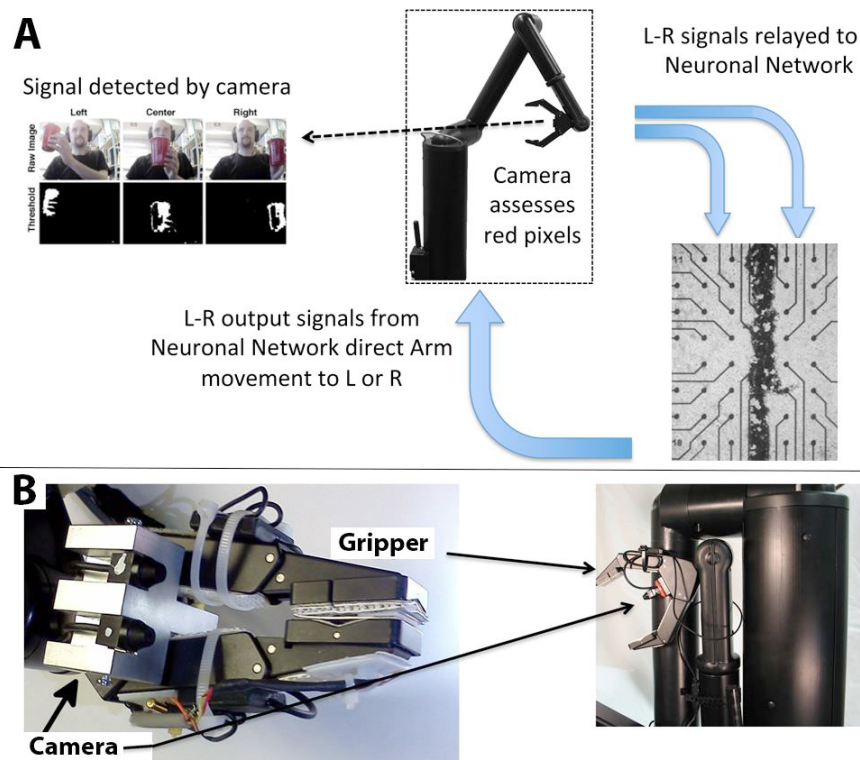 A
Signal detected by camera
Left Center Right
Raw Image
Threshold
Camera
assesses
red pixels
L-R signals relayed to
Neuronal Network
11
18
L-R output signals from
Neuronal Network direct Arm
movement to L or R
B
Gripper
Camera